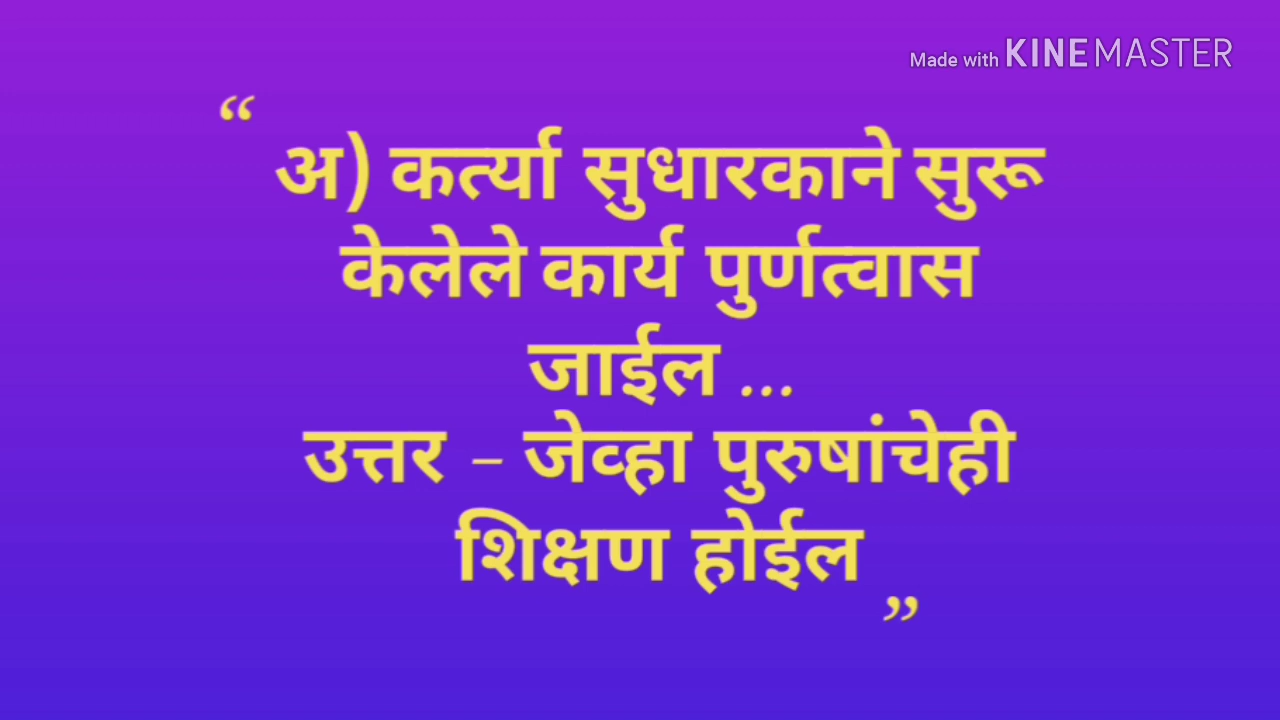 Made with KINEMASTER
“
अ) कर्त्या सुधारकाने सुरू
केलेले कार्य पुर्णत्वास
जाईल ...
उत्तर – जेव्हा पुरुषांचेही
शिक्षण होईल
”